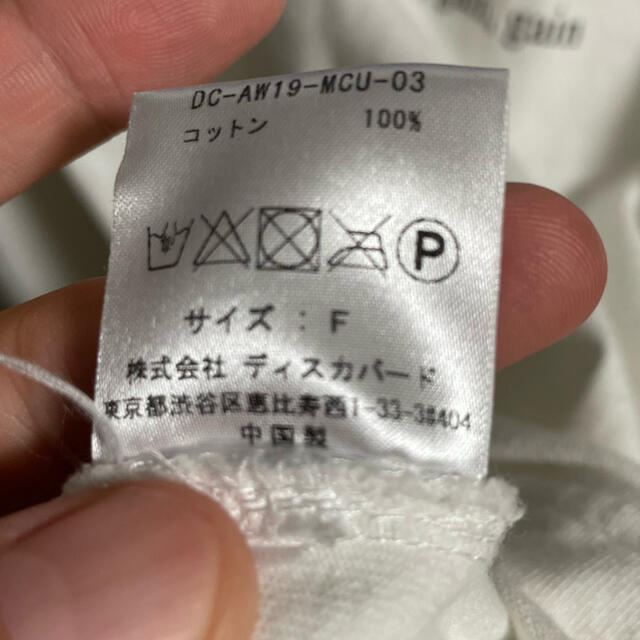 gain
DC-AW19-MCU-03
コットン 100%
P
サイズ : F
株式会社 ディスカバード
東京都渋谷区恵比寿西1-33-3#404
中国製